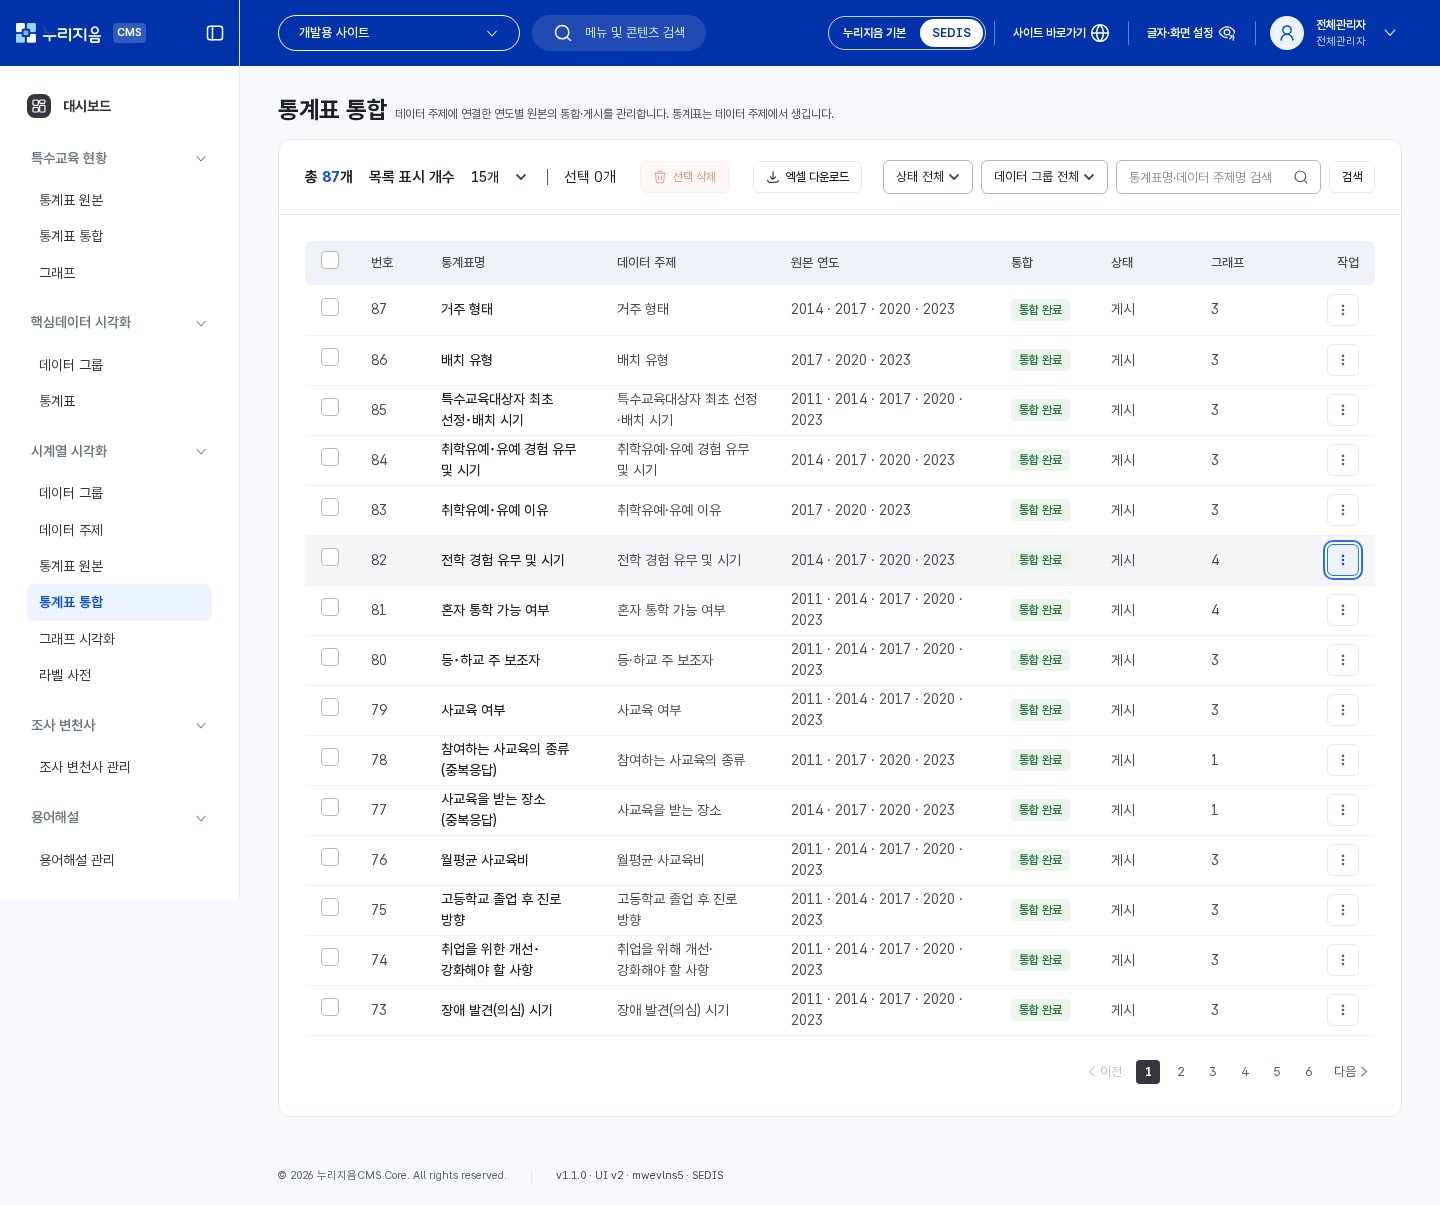 누리지음 CMS
개발용 사이트
메뉴 및 콘텐츠 검색
누리지음 기본 SEDIS
사이트 바로가기
글자·화면 설정
전체관리자
전체관리자
대시보드
특수교육 현황
통계표 원본
통계표 통합
그래프
핵심데이터 시각화
데이터 그룹
통계표
시계열 시각화
데이터 그룹
데이터 주제
통계표 원본
통계표 통합
그래프 시각화
라벨 사전
조사 변천사
조사 변천사 관리
용어해설
용어해설 관리
통계표 통합 데이터 주제에 연결한 연도별 원본의 통합·게시를 관리합니다. 통계표는 데이터 주제에서 생깁니다.
총 87개 목록 표시 개수 15개 선택 0개 선택 삭제 엑셀 다운로드 상태 전체 데이터 그룹 전체 통계표명·데이터 주제명 검색 검색
번호 통계표명 데이터 주제 원본 연도 통합 상태 그래프 작업
87 거주 형태 거주 형태 2014 · 2017 · 2020 · 2023 통합 완료 게시 3
86 배치 유형 배치 유형 2017 · 2020 · 2023 통합 완료 게시 3
85 특수교육대상자 최초 특수교육대상자 최초 선정 2011 · 2014 · 2017 · 2020 · 통합 완료 게시 3
선정·배치 시기 ·배치 시기 2023
84 취학유예·유예 경험 유무 취학유예·유예 경험 유무 2014 · 2017 · 2020 · 2023 통합 완료 게시 3
및 시기 및 시기
83 취학유예·유예 이유 취학유예·유예 이유 2017 · 2020 · 2023 통합 완료 게시 3
82 전학 경험 유무 및 시기 전학 경험 유무 및 시기 2014 · 2017 · 2020 · 2023 통합 완료 게시 4
81 혼자 통학 가능 여부 혼자 통학 가능 여부 2011 · 2014 · 2017 · 2020 · 통합 완료 게시 4
2023
80 등·하교 주 보조자 등·하교 주 보조자 2011 · 2014 · 2017 · 2020 · 통합 완료 게시 3
2023
79 사교육 여부 사교육 여부 2011 · 2014 · 2017 · 2020 · 통합 완료 게시 3
2023
78 참여하는 사교육의 종류 참여하는 사교육의 종류 2011 · 2017 · 2020 · 2023 통합 완료 게시 1
(중복응답)
77 사교육을 받는 장소 사교육을 받는 장소 2014 · 2017 · 2020 · 2023 통합 완료 게시 1
(중복응답)
76 월평균 사교육비 월평균 사교육비 2011 · 2014 · 2017 · 2020 · 통합 완료 게시 3
2023
75 고등학교 졸업 후 진로 고등학교 졸업 후 진로 2011 · 2014 · 2017 · 2020 · 통합 완료 게시 3
방향 방향 2023
74 취업을 위한 개선· 취업을 위해 개선· 2011 · 2014 · 2017 · 2020 · 통합 완료 게시 3
강화해야 할 사항 강화해야 할 사항 2023
73 장애 발견(의심) 시기 장애 발견(의심) 시기 2011 · 2014 · 2017 · 2020 · 통합 완료 게시 3
2023
이전 1 2 3 4 5 6 다음
© 2026 누리지음CMS Core. All rights reserved. v1.1.0 · UI v2 · mwevlns5 · SEDIS